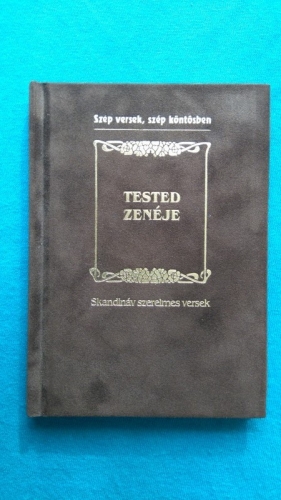 Szép versek, szép köntösben
TESTED
ZENÉJE
Skandináv szerelmes versek